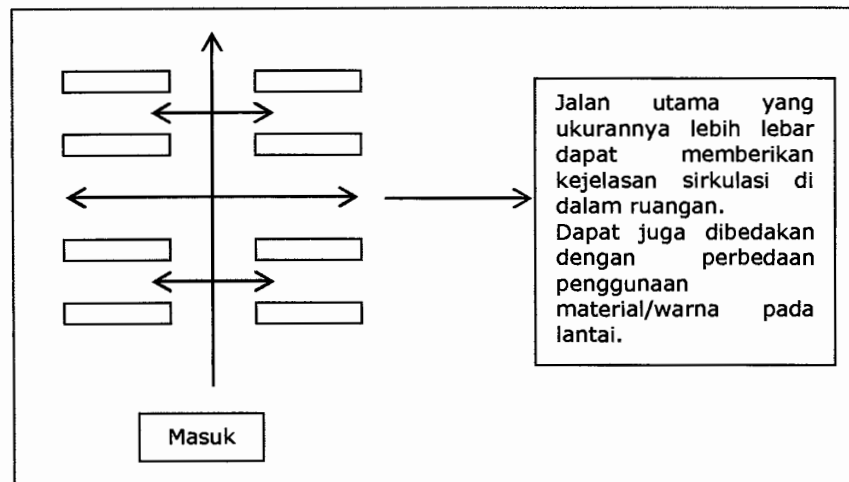 Jalan utama yang
ukurannya lebih lebar
dapat memberikan
kejelasan sirkulasi di
dalam ruangan.
Dapat juga dibedakan
dengan perbedaan
penggunaan
material/warna pada
lantai.
Masuk